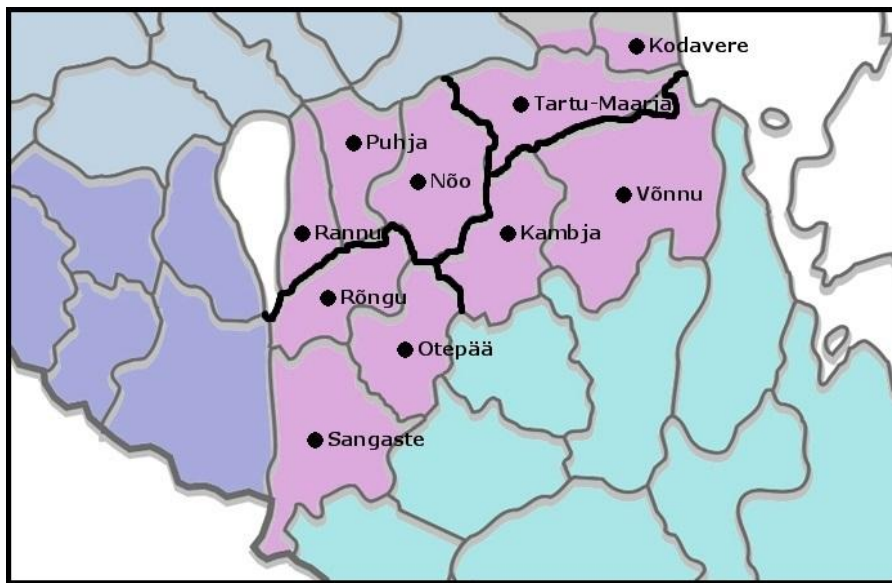 Kodavere
Tartu-Maarja
Puhja
Nõo
Võnnu
Rannu
Kambja
Rõngu
Otepää
Sangaste